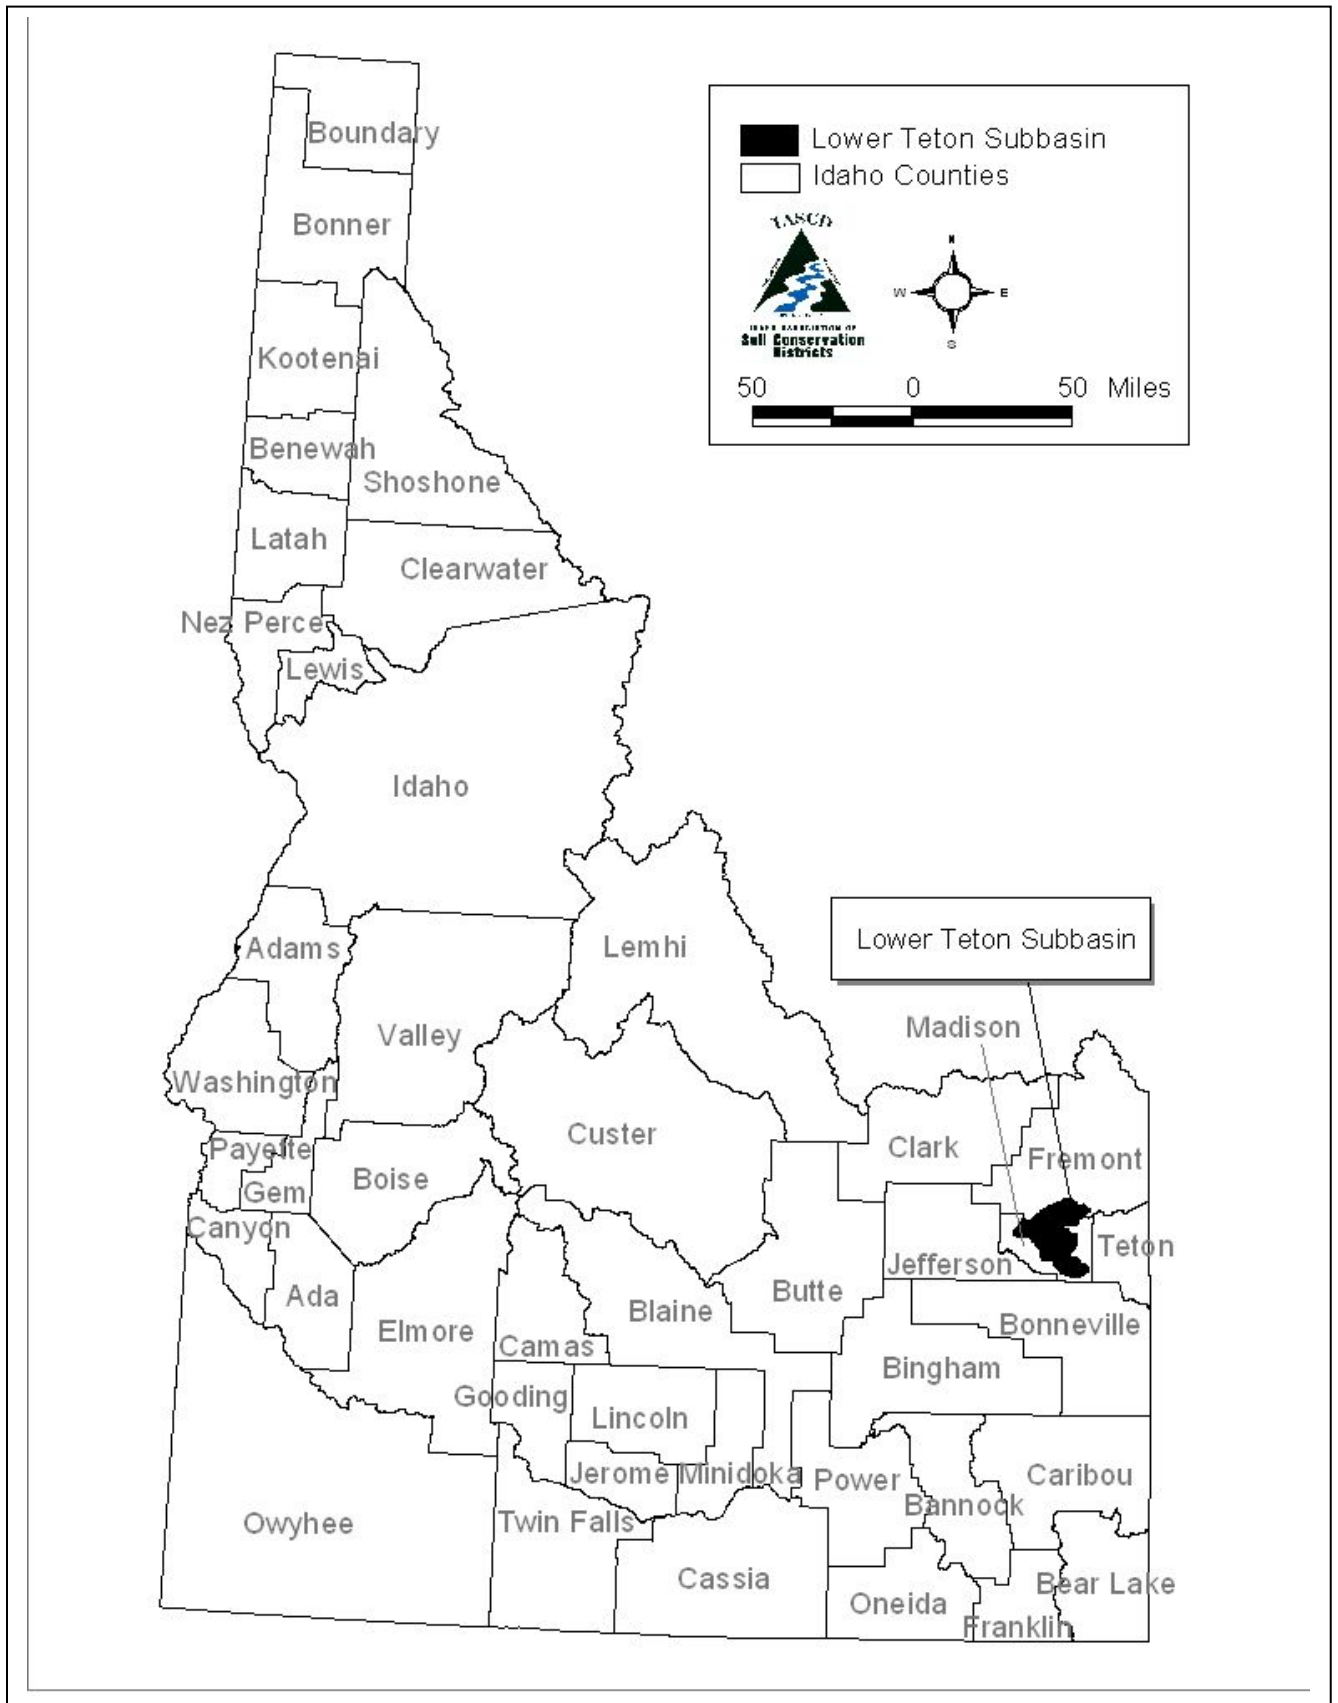 Boundary
Lower Teton Subbasin
Idaho Counties
IASCD
Bonner
N
W
E
S
Soil Conservation
Districts
Kootenai
50
0
50 Miles
Benewah
Shoshone
Latah
Clearwater
Nez Perce
Lewis
Idaho
Adams
Lemhi
Lower Teton Subbasin
Madison
Valley
Washington
Custer
Clark
Payette
Fremont
Boise
Gem
Canyon
Teton
Jefferson
Ada
Butte
Blaine
Elmore
Bonneville
Camas
Bingham
Gooding
Lincoln
Jerome
Minidoka
Power
Caribou
Bannock
Owyhee
Twin Falls
Cassia
Bear Lake
Oneida
Franklin